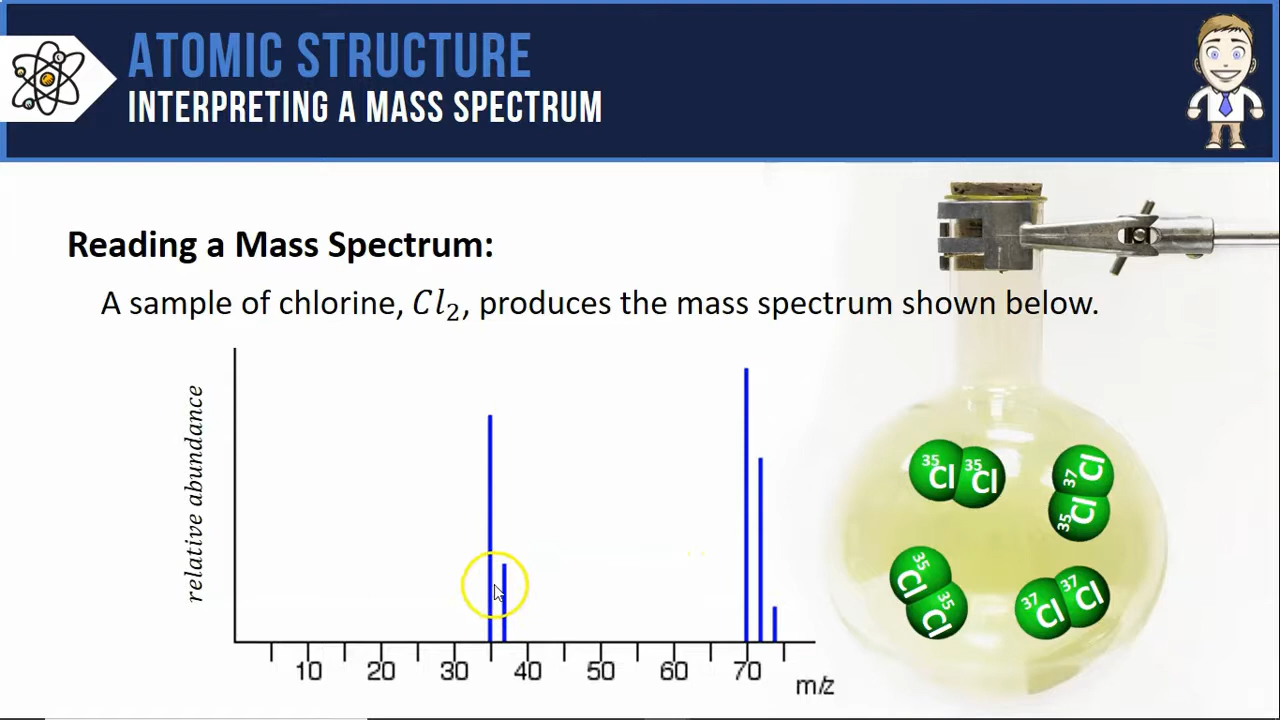 ATOMIC STRUCTURE
INTERPRETING A MASS SPECTRUM
Reading a Mass Spectrum:
A sample of chlorine, Cl₂, produces the mass spectrum shown below.
relative abundance
10 20 30 40 50 60 70
m/z
³⁵Cl ³⁵Cl
³⁷Cl ³⁵Cl
³⁵Cl ³⁵Cl
³⁷Cl ³⁷Cl